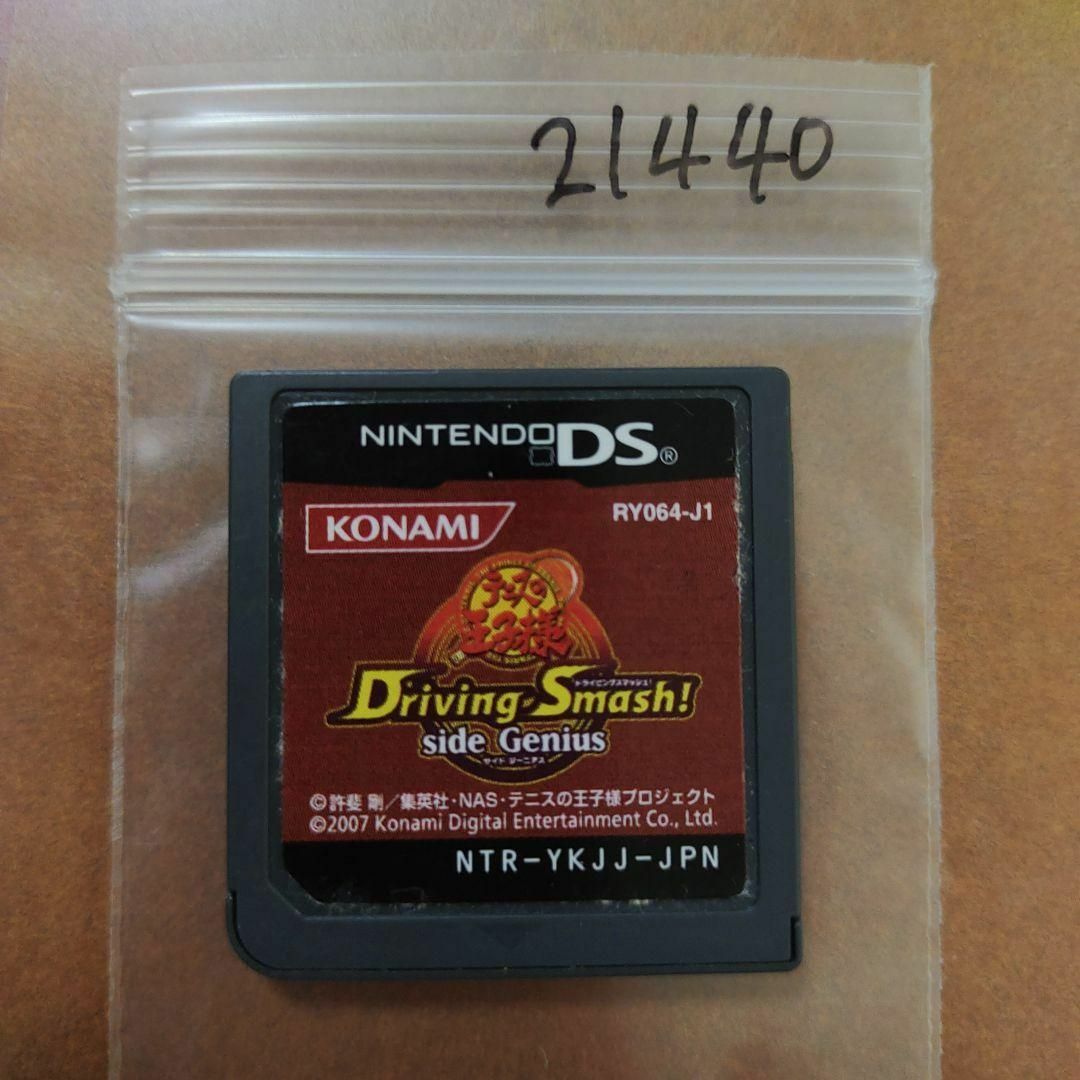 21440
NINTENDO DS®
KONAMI
RY064-J1
テニスの
王子様
ドライビングスマッシュ!
Driving Smash!
side Genius
サイド ジーニアス
©許斐 剛/集英社・NAS・テニスの王子様プロジェクト
©2007 Konami Digital Entertainment Co., Ltd.
NTR-YKJJ-JPN